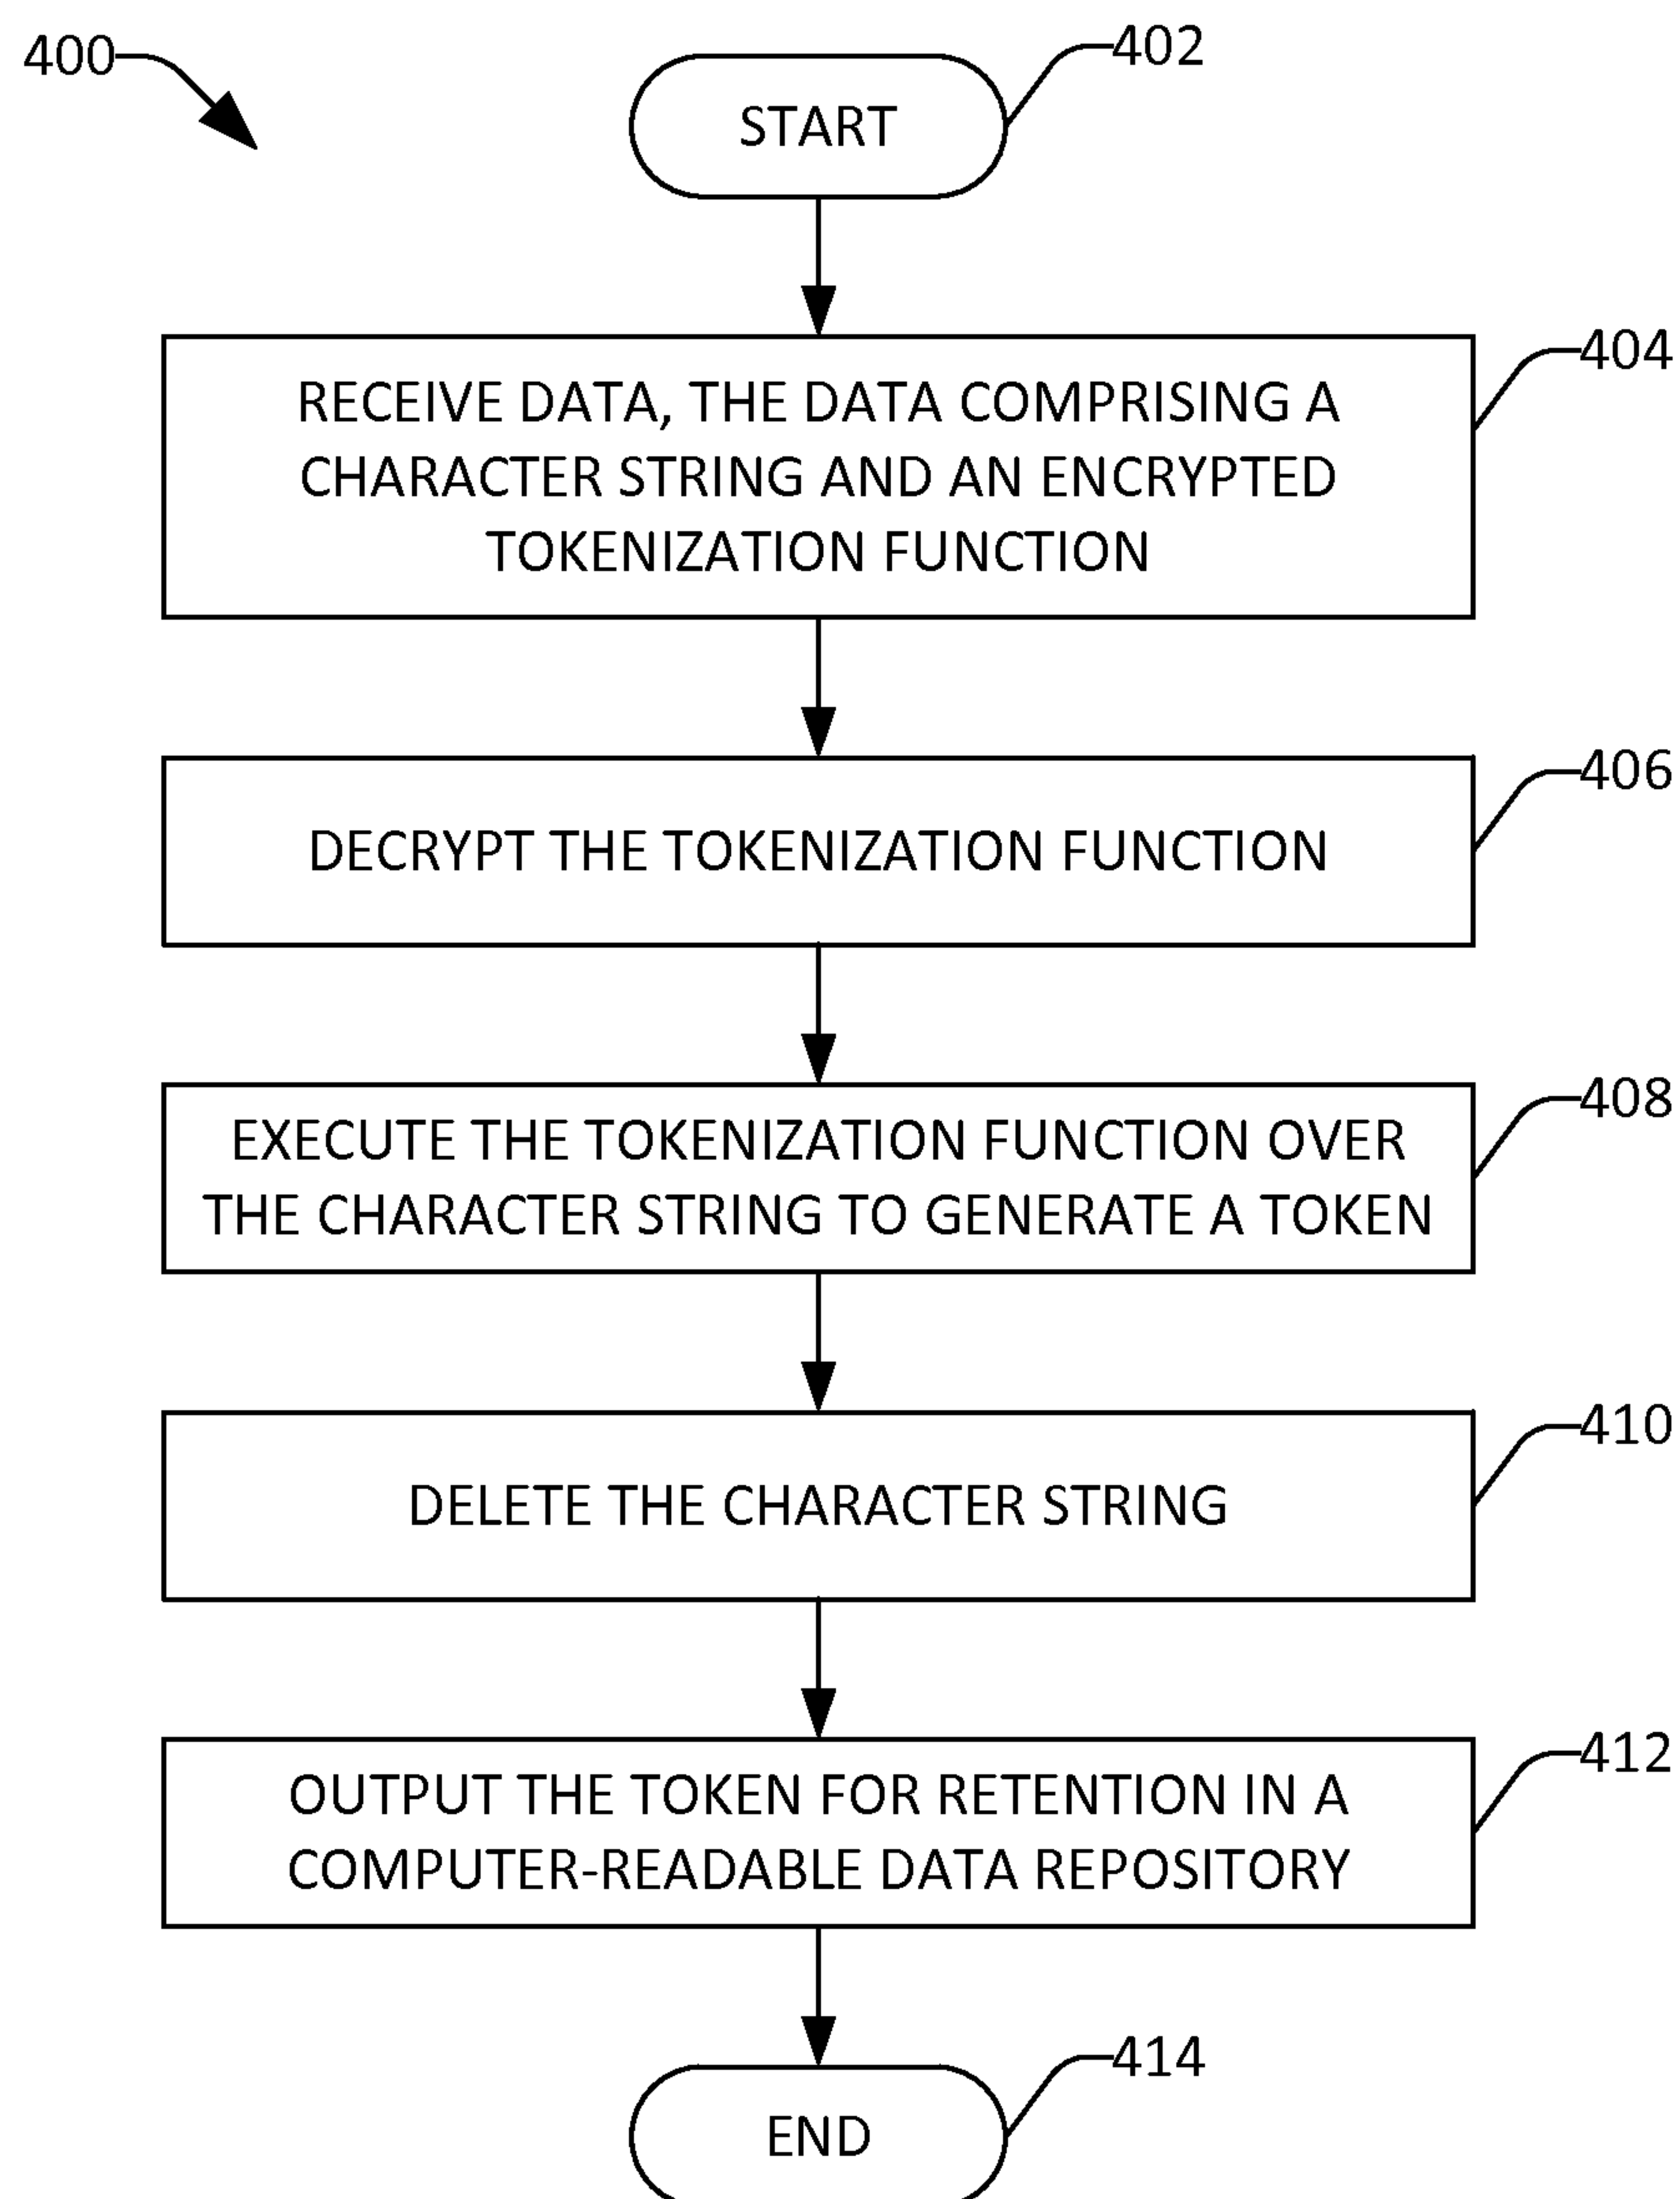 400
402
START
404
RECEIVE DATA, THE DATA COMPRISING A
CHARACTER STRING AND AN ENCRYPTED
TOKENIZATION FUNCTION
406
DECRYPT THE TOKENIZATION FUNCTION
408
EXECUTE THE TOKENIZATION FUNCTION OVER
THE CHARACTER STRING TO GENERATE A TOKEN
410
DELETE THE CHARACTER STRING
412
OUTPUT THE TOKEN FOR RETENTION IN A
COMPUTER-READABLE DATA REPOSITORY
414
END